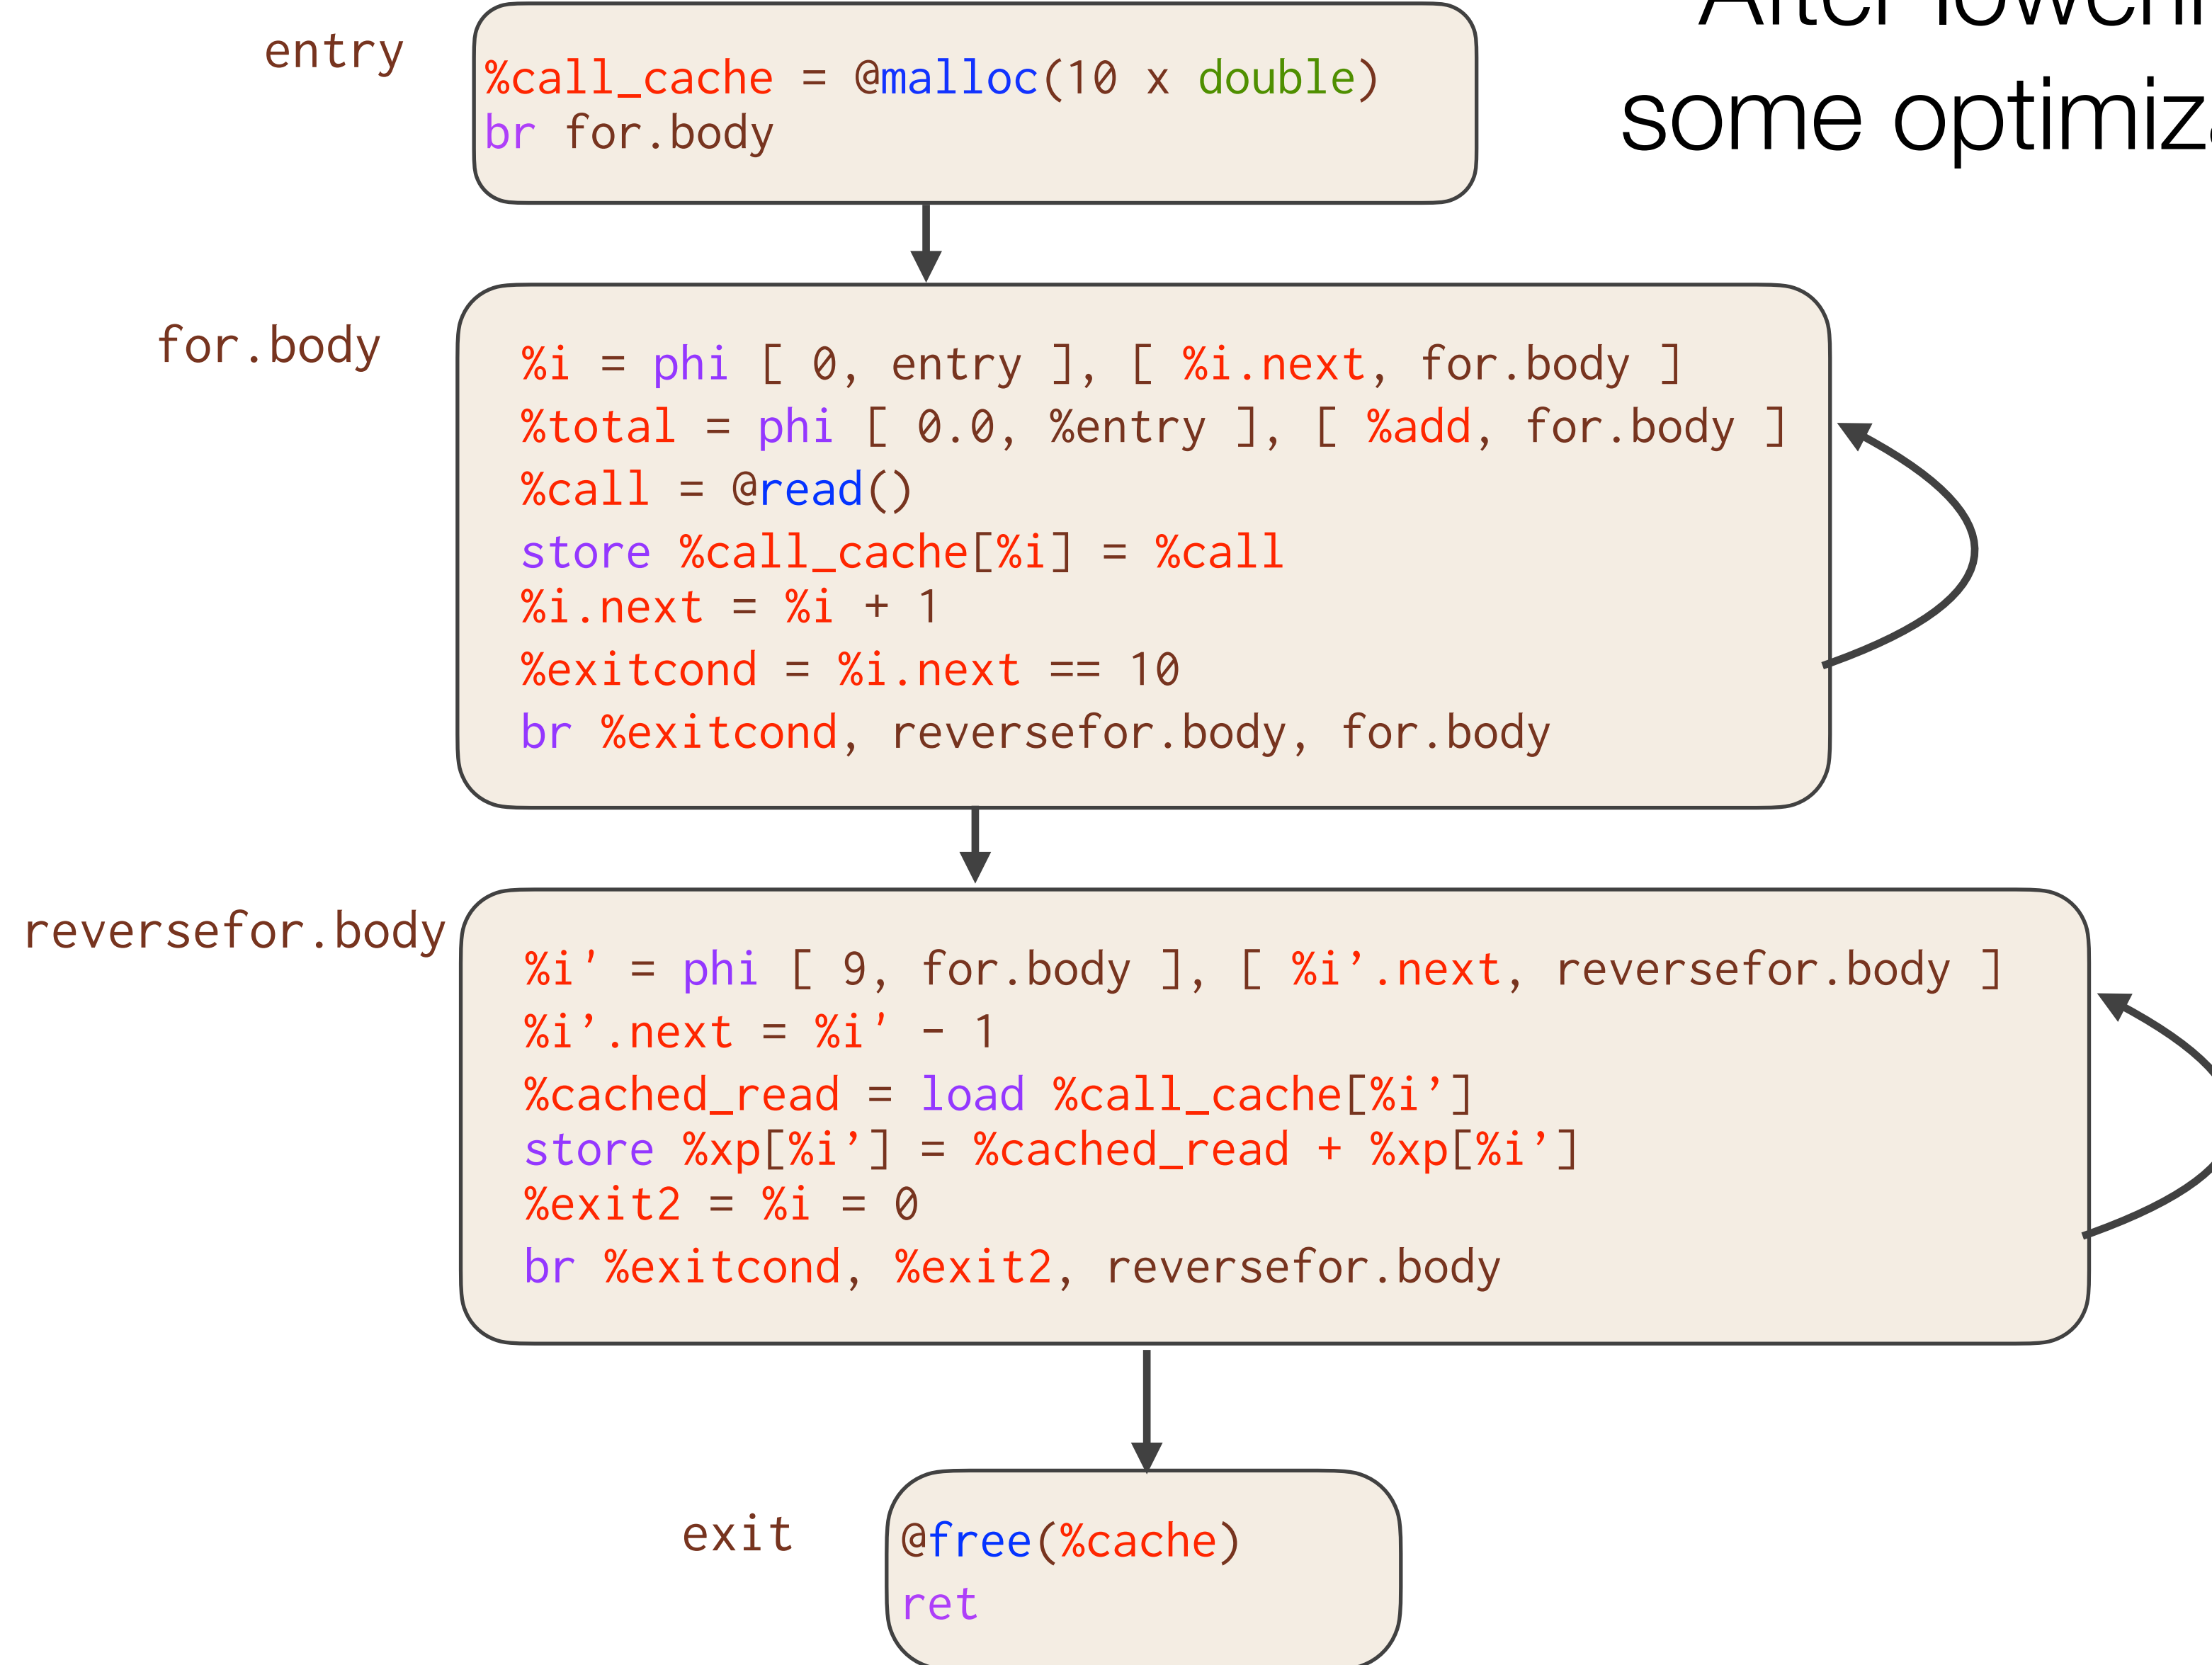 After
some
entry
%call_cache = @malloc(10 x double)
br for.body
for.body
%i = phi [ 0, entry ], [ %i.next, for.body ]
%total = phi [ 0.0, %entry ], [ %add, for.body ]
%call = @read()
store %call_cache[%i] = %call
%i.next = %i + 1
%exitcond = %i.next == 10
br %exitcond, reversefor.body, for.body
reversefor.body
%i' = phi [ 9, for.body ], [ %i’.next, reversefor.body ]
%i’.next = %i' - 1
%cached_read = load %call_cache[%i’]
store %xp[%i’] = %cached_read + %xp[%i’]
%exit2 = %i = 0
br %exitcond, %exit2, reversefor.body
exit
@free(%cache)
ret